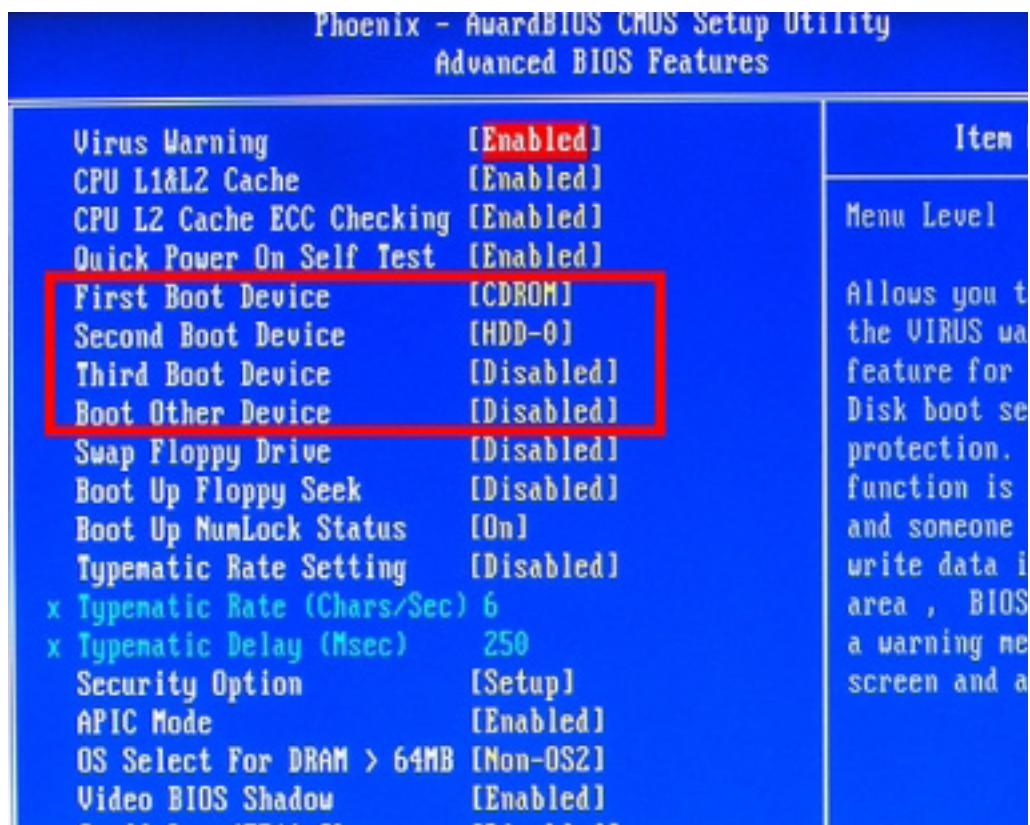 Phoenix - AwardBIOS CMOS Setup Utility
Advanced BIOS Features
Virus Warning [Enabled]
CPU L1&L2 Cache [Enabled]
CPU L2 Cache ECC Checking [Enabled]
Quick Power On Self Test [Enabled]
First Boot Device [CDROM]
Second Boot Device [HDD-0]
Third Boot Device [Disabled]
Boot Other Device [Disabled]
Swap Floppy Drive [Disabled]
Boot Up Floppy Seek [Disabled]
Boot Up NumLock Status [On]
Typematic Rate Setting [Disabled]
x Typematic Rate (Chars/Sec) 6
x Typematic Delay (Msec) 250
Security Option [Setup]
APIC Mode [Enabled]
OS Select For DRAM > 64MB [Non-OS2]
Video BIOS Shadow [Enabled]
Item
Menu Level
Allows you t
the VIRUS wa
feature for
Disk boot se
protection.
function is
and someone
write data i
area , BIOS
a warning me
screen and a